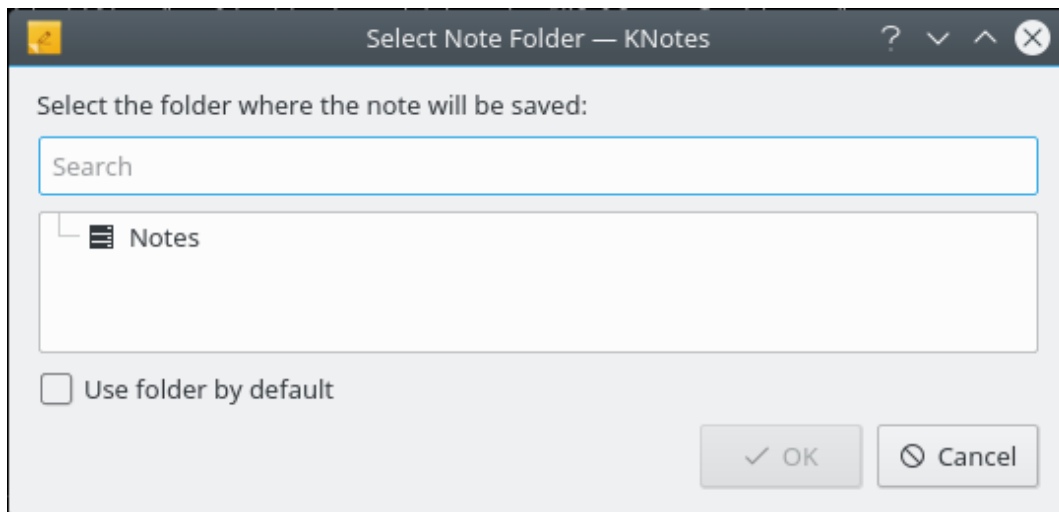 Select Note Folder — KNotes
Select the folder where the note will be saved:
Search
Notes
Use folder by default
OK
Cancel